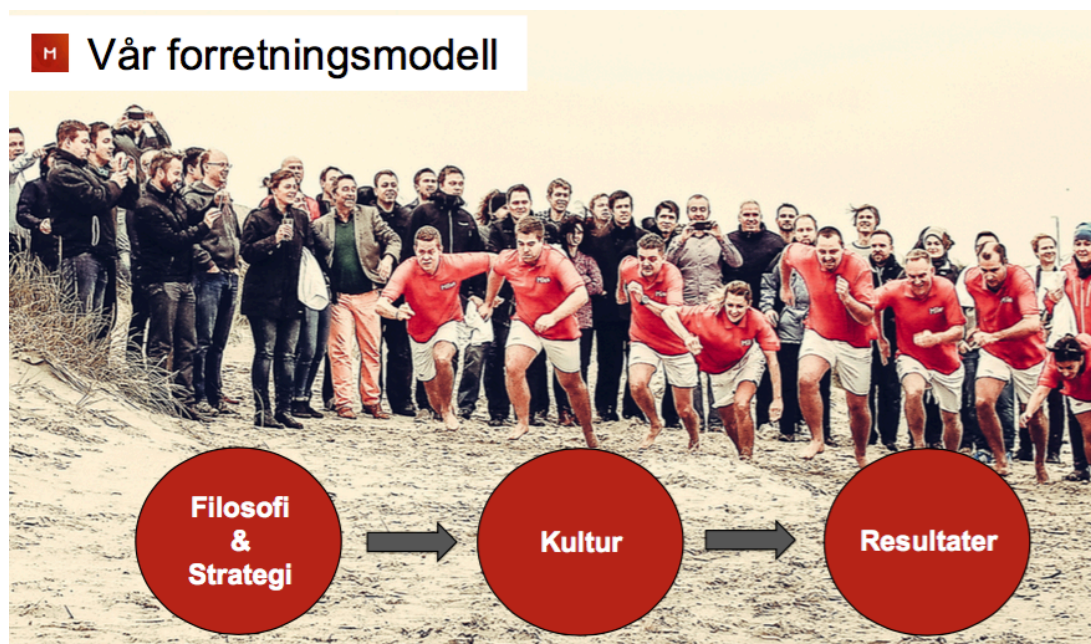 M
Vår forretningsmodell
Filosofi
&
Strategi
Kultur
Resultater